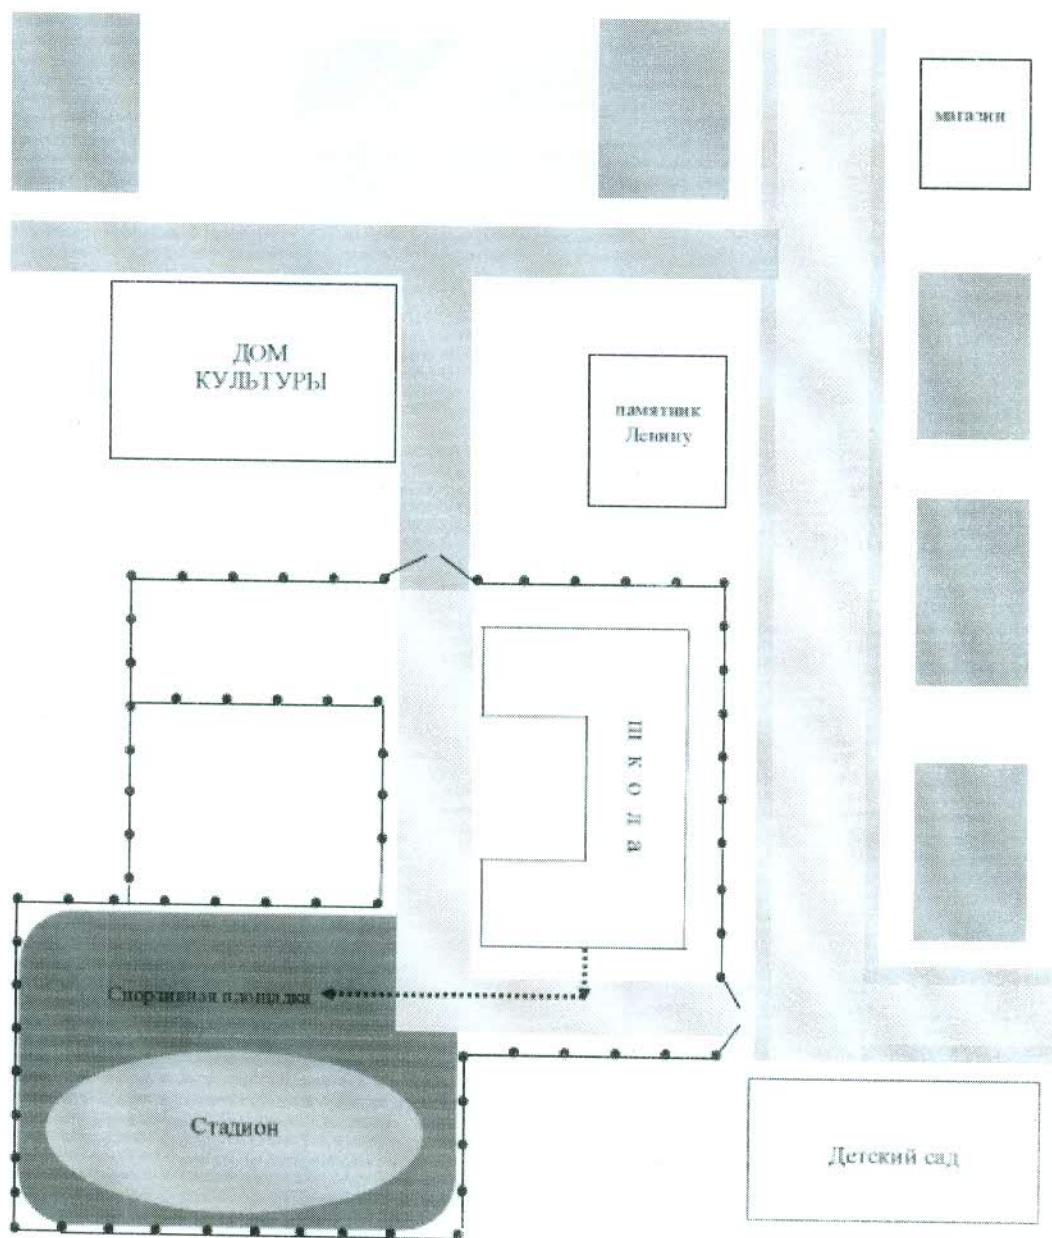 магазин
ДОМ
КУЛЬТУРЫ
памятник
Ленину
школа
Спортивная площадка
Стадион
Детский сад